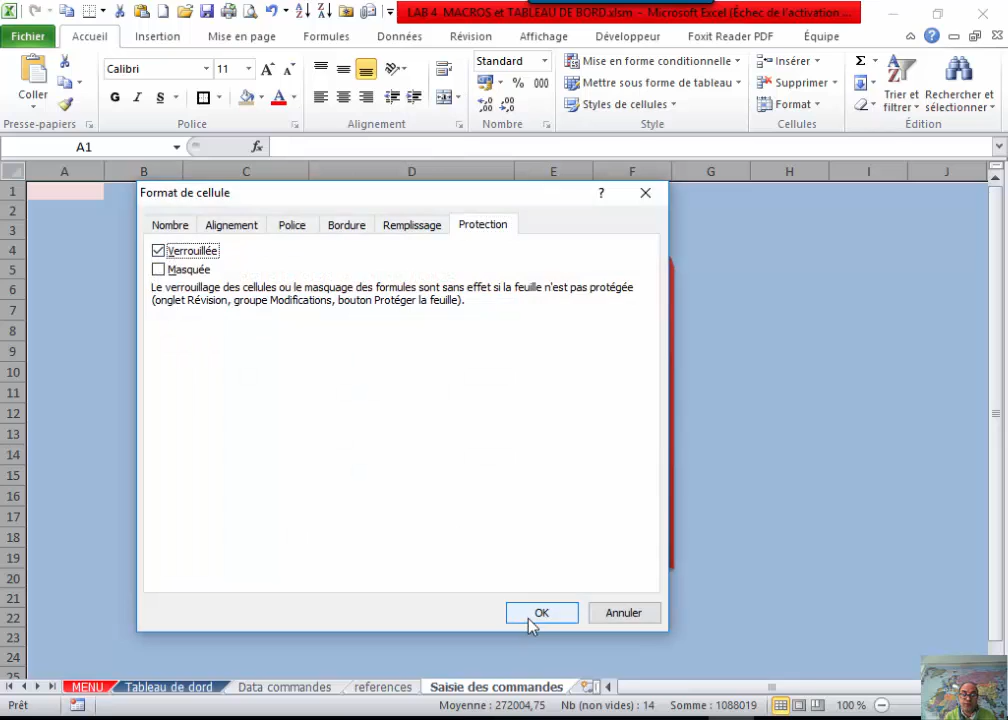 LAB 4 MACROS et TABLEAU DE BORD.xlsm - Microsoft Excel (Échec de l'activation ...
Fichier Accueil Insertion Mise en page Formules Données Révision Affichage Développeur Foxit Reader PDF Équipe
Calibri 11 Standard Mise en forme conditionnelle Insérer Σ
Coller G I S A % 000 Mettre sous forme de tableau Supprimer Trier et filtrer Rechercher et sélectionner
Styles de cellules Format
Presse-papiers Police Alignement Nombre Style Cellules Édition
A1 fx
A B C D E F G H I J
Format de cellule ?
Nombre Alignement Police Bordure Remplissage Protection
Verrouillée
Masquée
Le verrouillage des cellules ou le masquage des formules sont sans effet si la feuille n'est pas protégée
(onglet Révision, groupe Modifications, bouton Protéger la feuille).
1
2
3
4
5
6
7
8
9
10
11
12
13
14
15
16
17
18
19
20
21
22
23
24
25
OK Annuler
MENU Tableau de dord Data commandes references Saisie des commandes
Prêt Moyenne : 272004,75 Nb (non vides) : 14 Somme : 1088019 100 %